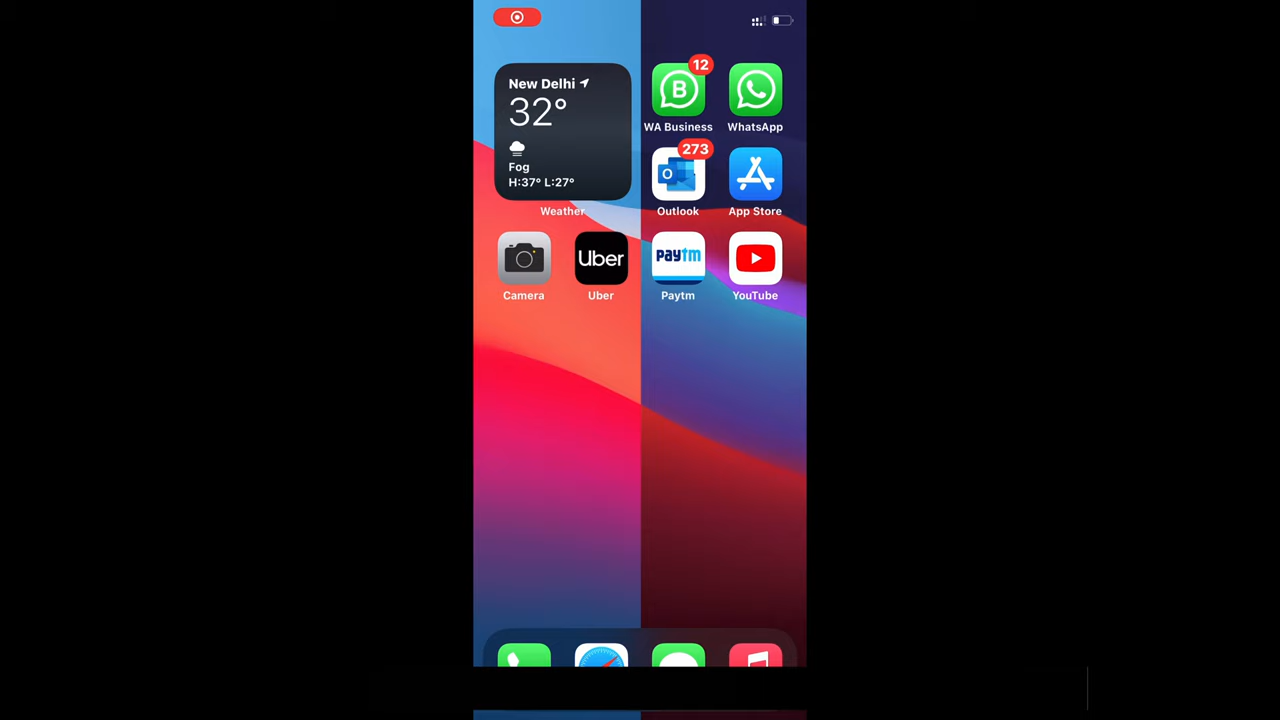 New Delhi
32°
Fog
H:37° L:27°
Weather
12
B
WA Business
WhatsApp
273
O
Outlook
App Store
Uber
paytm
Camera
Uber
Paytm
YouTube